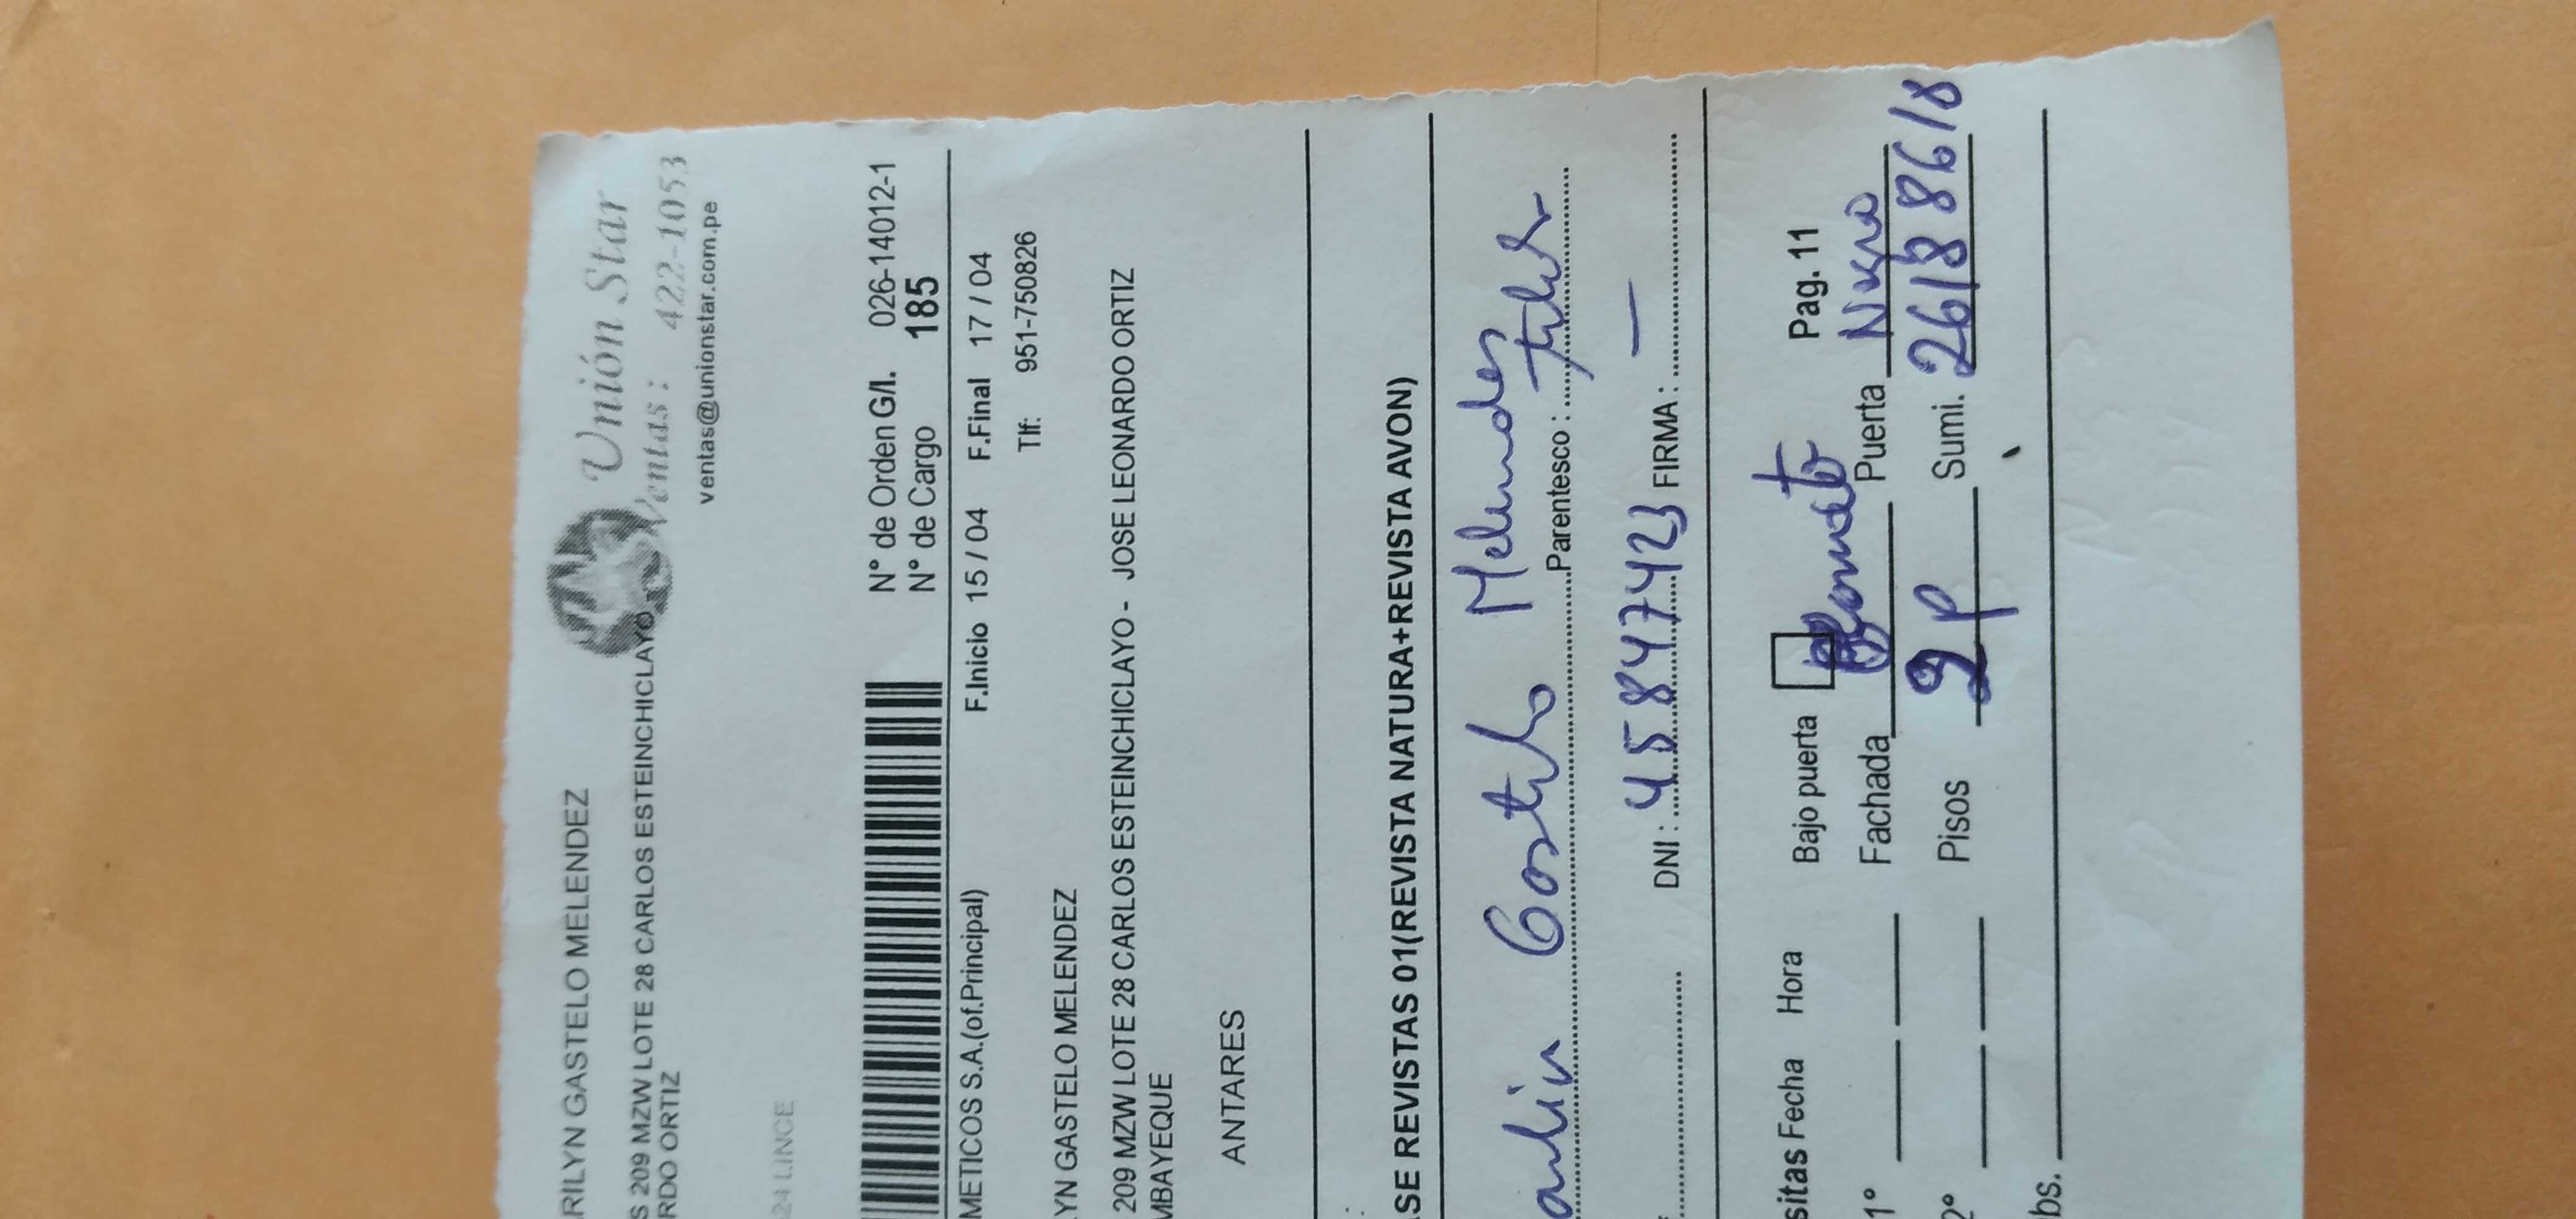 RILYN GASTELO MELENDEZ
S 209 MZW LOTE 28 CARLOS ESTEINCHICLAYO -
RDO ORTIZ
Unión Star
Ventas : 422-1053
ventas@unionstar.com.pe
24 LINCE
N° de Orden G/I. 026-14012-1
N° de Cargo 185
METICOS S.A.(of.Principal) F.Inicio 15 / 04 F.Final 17 / 04
Tlf: 951-7508826
YN GASTELO MELENDEZ
209 MZW LOTE 28 CARLOS ESTEINCHICLAYO - JOSE LEONARDO ORTIZ
MBAYEQUE
ANTARES
SE REVISTAS 01(REVISTA NATURA+REVISTA AVON)
Melendez
Parentesco :
DNI : 45847423 FIRMA : —
sitas Fecha Hora Bajo puerta Pag. 11
1° Fachada Puerta Negro
2° Pisos 2P Sumi. 26188618
bs.